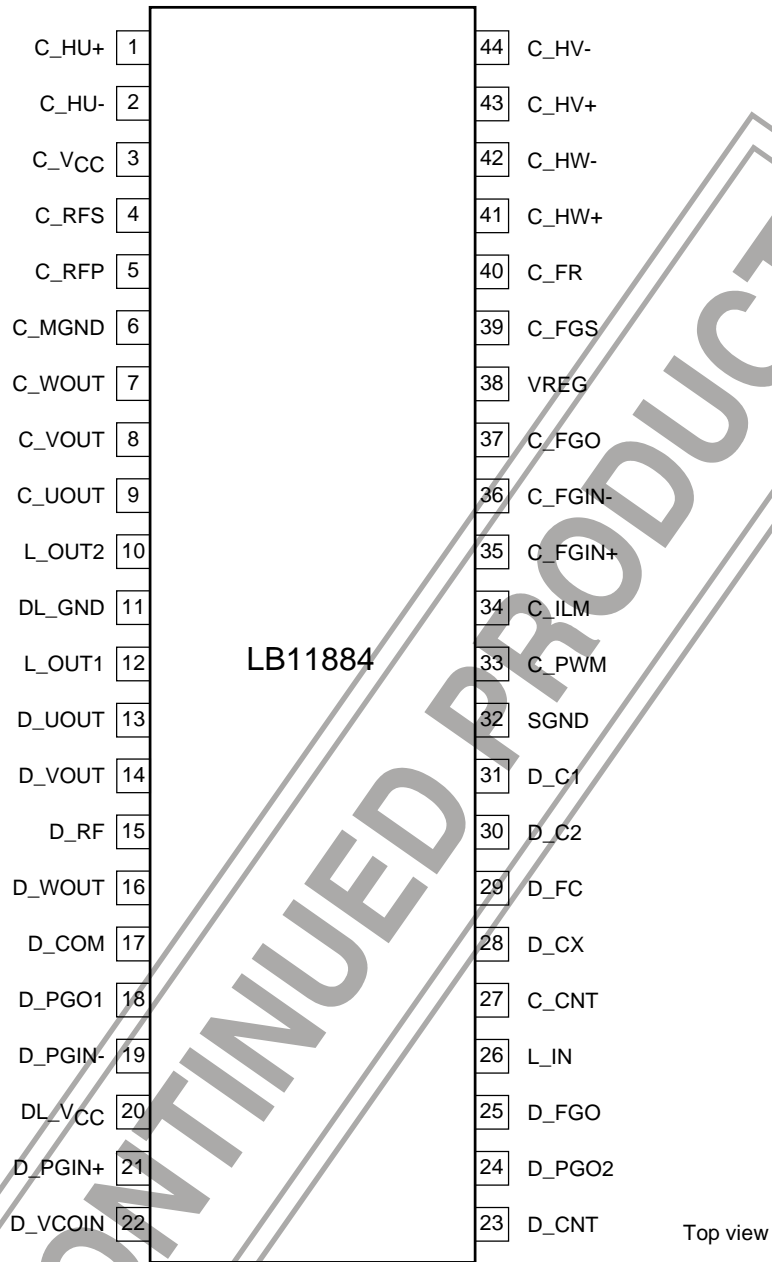 C_HU+ 1 44 C_HV-
C_HU- 2 43 C_HV+
C_VCC 3 42 C_HW-
C_RFS 4 41 C_HW+
C_RFP 5 40 C_FR
C_MGND 6 39 C_FGS
C_WOUT 7 38 VREG
C_VOUT 8 37 C_FGO
C_UOUT 9 36 C_FGIN-
L_OUT2 10 35 C_FGIN+
DL_GND 11 34 C_ILM
L_OUT1 12 LB11884 33 C_PWM
D_UOUT 13 32 SGND
D_VOUT 14 31 D_C1
D_RF 15 30 D_C2
D_WOUT 16 29 D_FC
D_COM 17 28 D_CX
D_PGO1 18 27 C_CNT
D_PGIN- 19 26 L_IN
DL_VCC 20 25 D_FGO
D_PGIN+ 21 24 D_PGO2
D_VCOIN 22 23 D_CNT Top view
CONTINUED PRODUCT